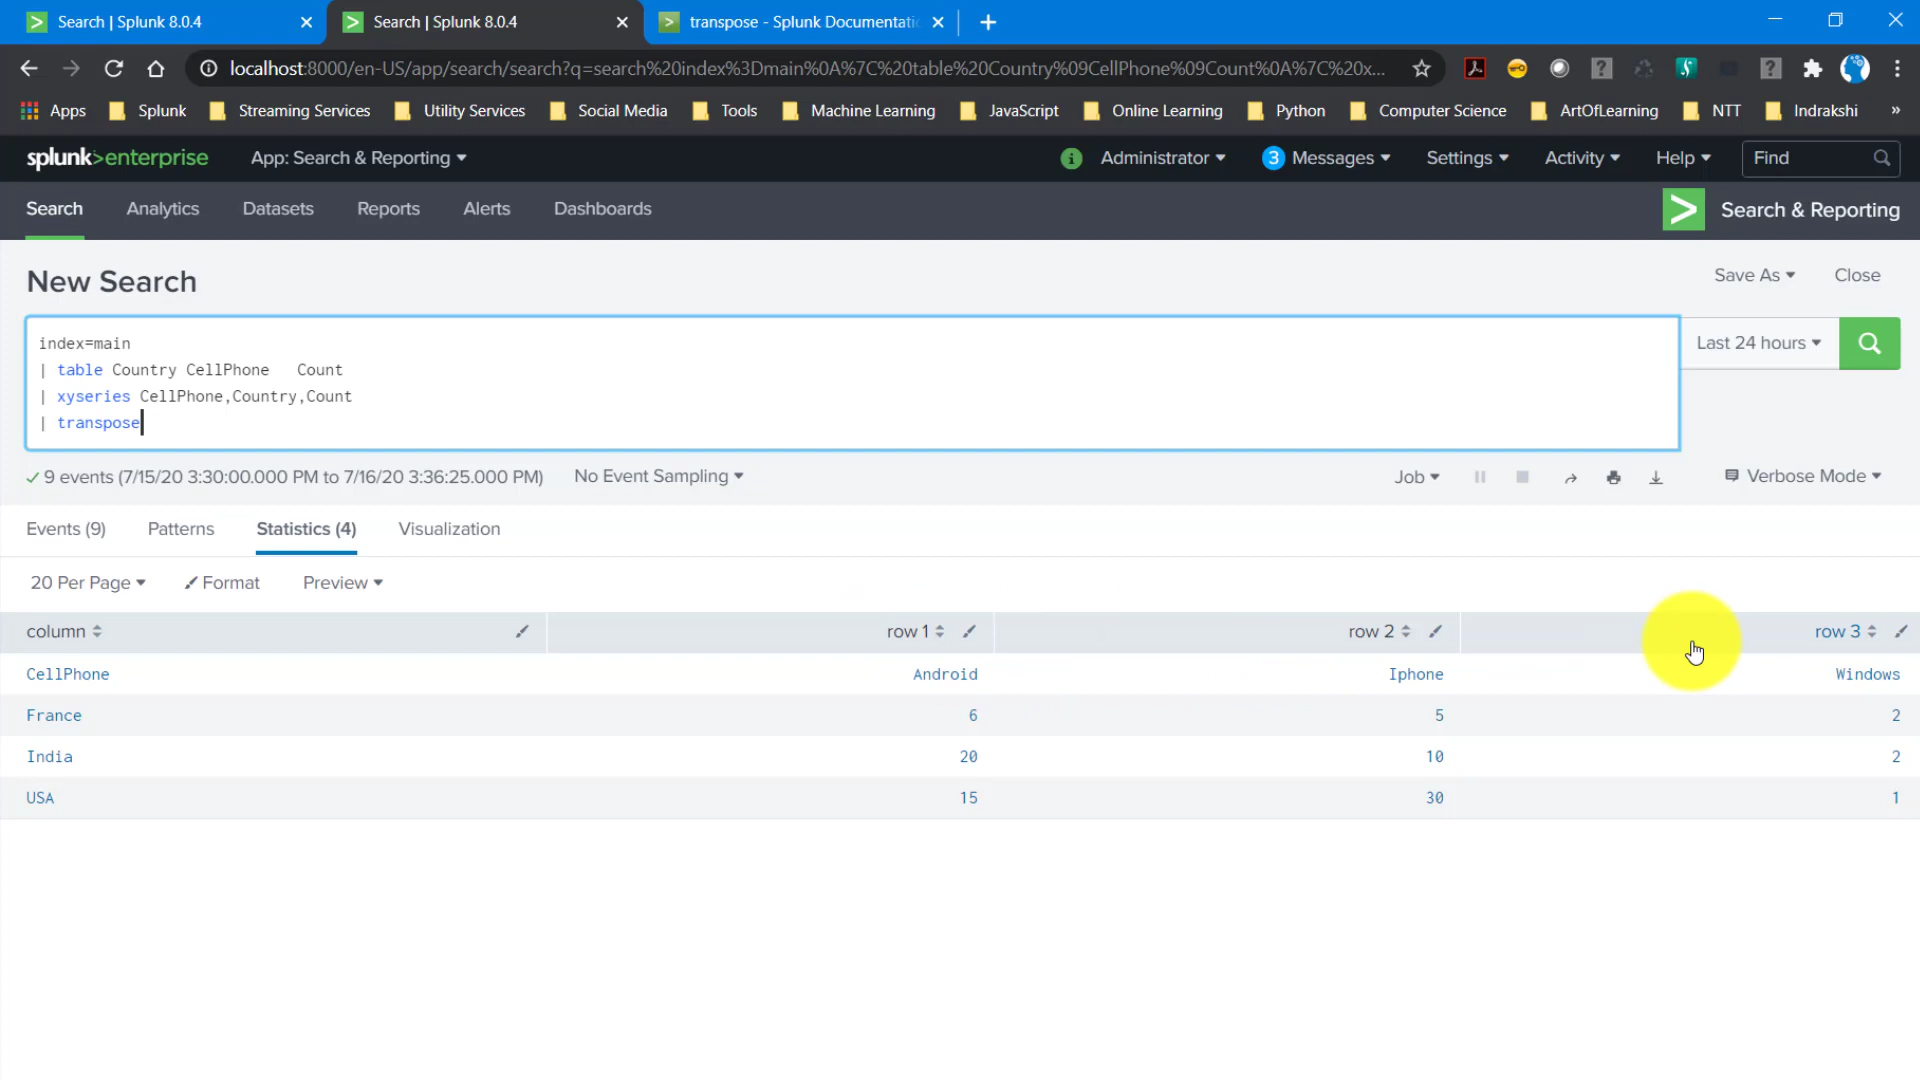 Search | Splunk 8.0.4
Search | Splunk 8.0.4
transpose - Splunk Documentatic
localhost:8000/en-US/app/search/search?q=search%20index%3Dmain%0A%7C%20table%20Country%09CellPhone%09Count%0A%7C%20x...
Apps Splunk Streaming Services Utility Services Social Media Tools Machine Learning JavaScript Online Learning Python Computer Science ArtOfLearning NTT Indrakshi »
splunk>enterprise App: Search & Reporting Administrator 3 Messages Settings Activity Help Find
Search Analytics Datasets Reports Alerts Dashboards Search & Reporting
New Search Save As Close
index=main
| table Country CellPhone Count
| xyseries CellPhone,Country,Count
| transpose
Last 24 hours
9 events (7/15/20 3:30:00.000 PM to 7/16/20 3:36:25.000 PM) No Event Sampling Job Verbose Mode
Events (9) Patterns Statistics (4) Visualization
20 Per Page Format Preview
column row 1 row 2 row 3
CellPhone Android Iphone Windows
France 6 5 2
India 20 10 2
USA 15 30 1